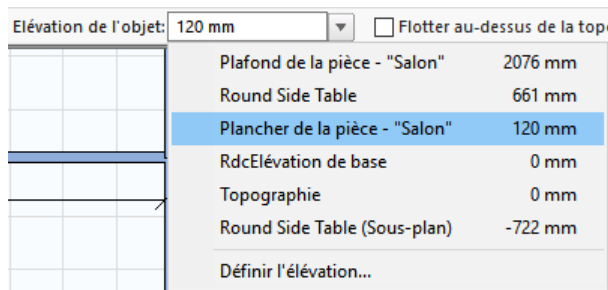 Elévation de l'objet: 120 mm Flotter au-dessus de la top
Plafond de la pièce - "Salon" 2076 mm
Round Side Table 661 mm
Plancher de la pièce - "Salon" 120 mm
RdcElévation de base 0 mm
Topographie 0 mm
Round Side Table (Sous-plan) -722 mm
Définir l'élévation...